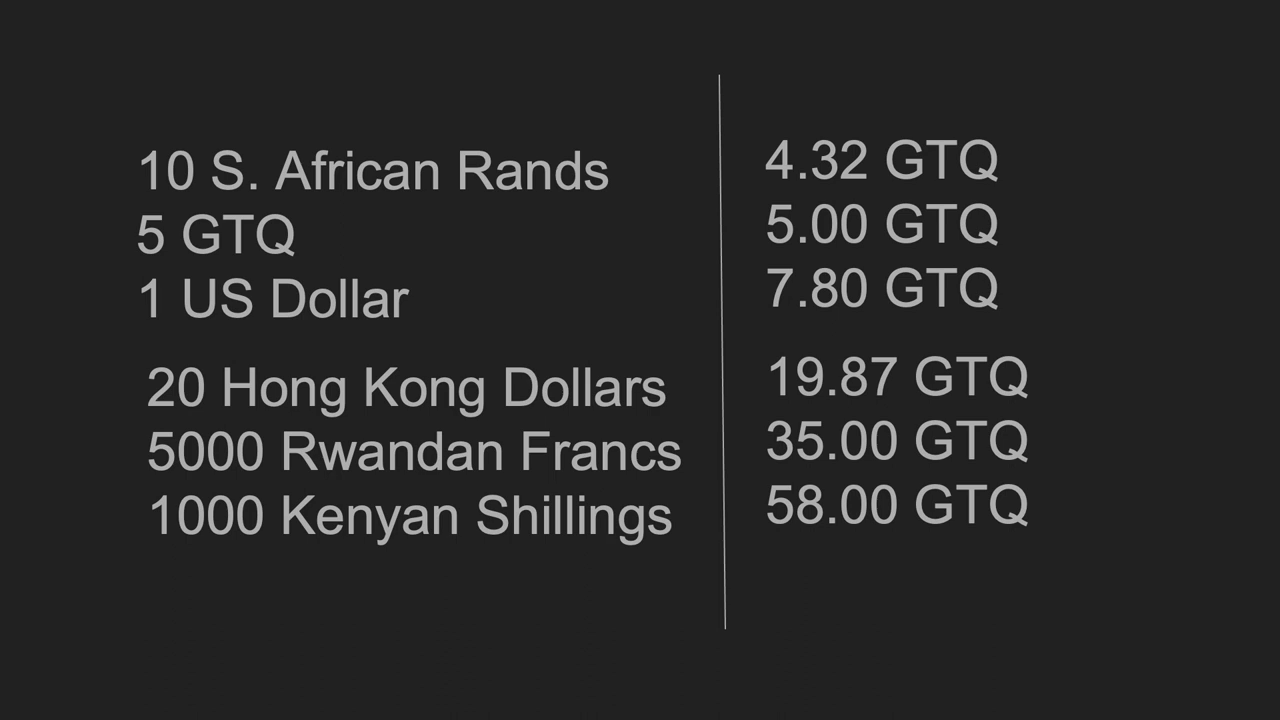 10 S. African Rands
5 GTQ
1 US Dollar
20 Hong Kong Dollars
5000 Rwandan Francs
1000 Kenyan Shillings
4.32 GTQ
5.00 GTQ
7.80 GTQ
19.87 GTQ
35.00 GTQ
58.00 GTQ